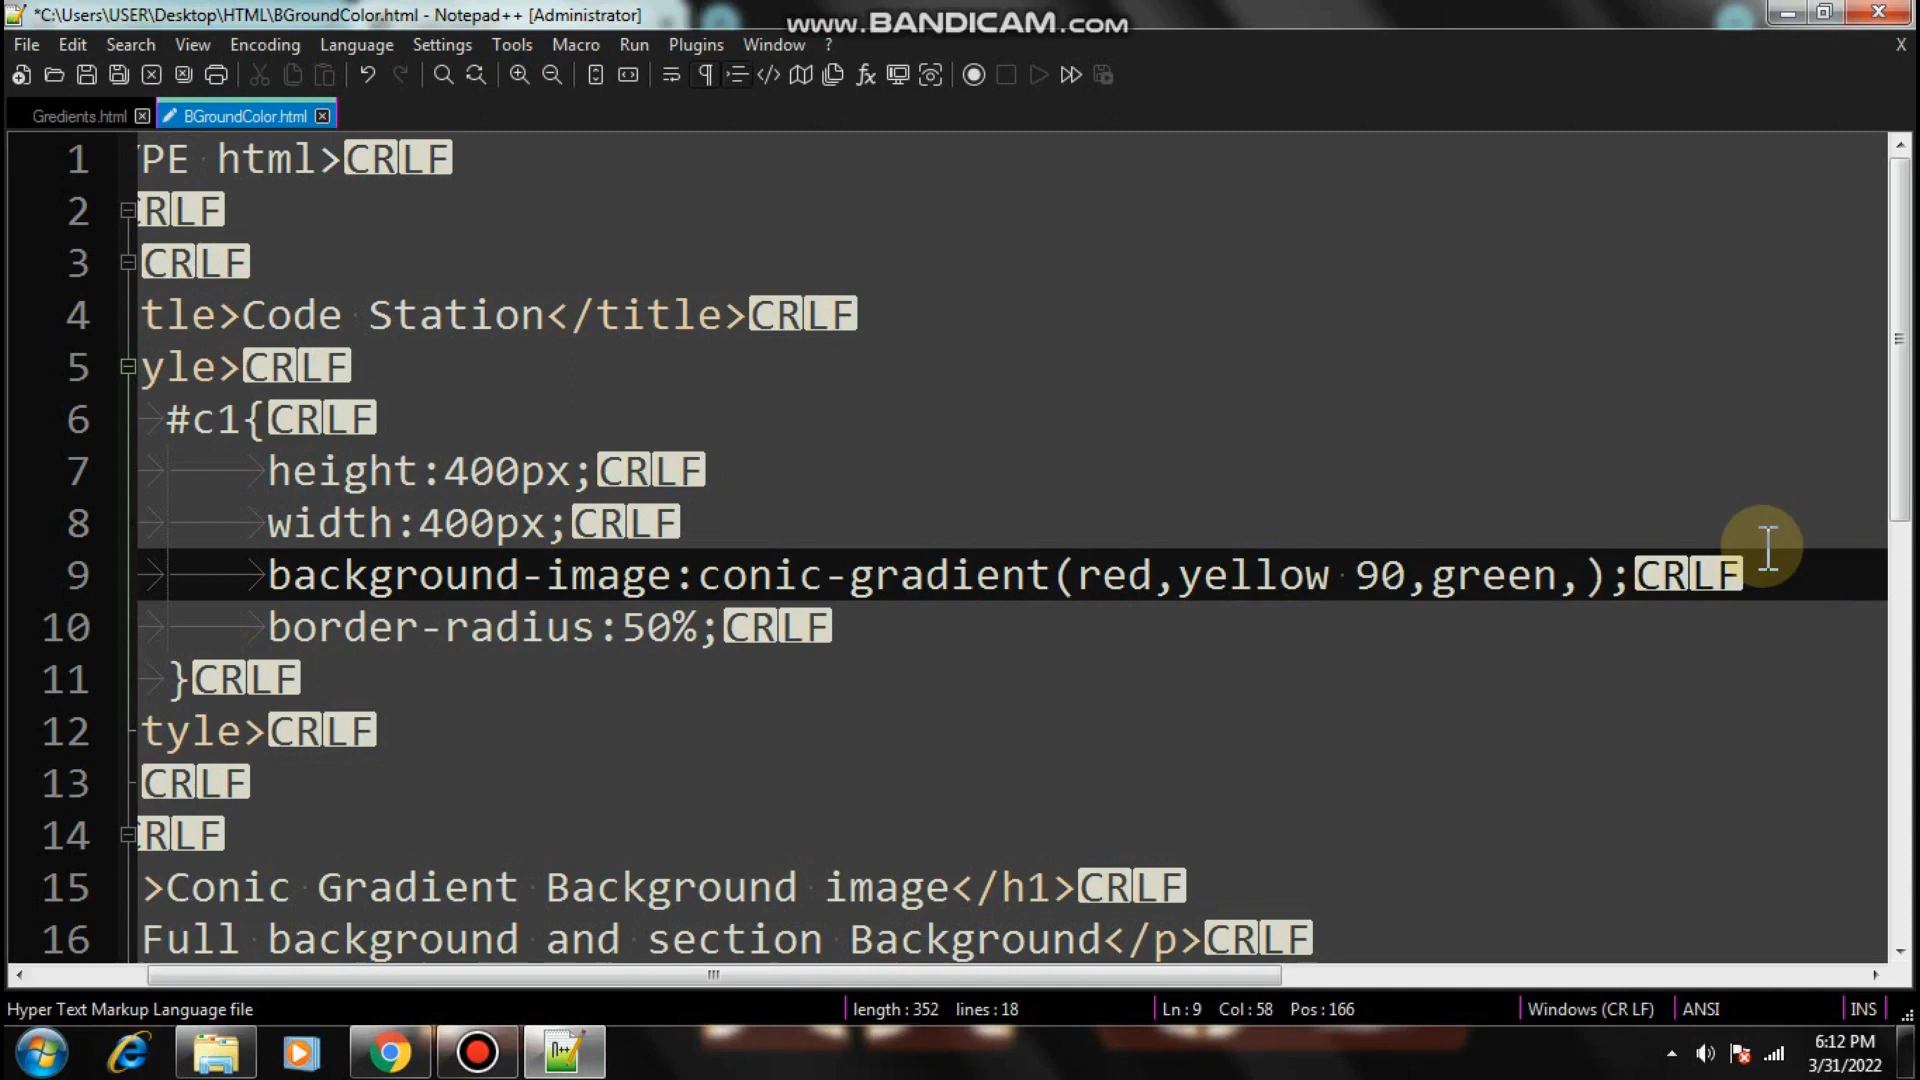 *C:\Users\USER\Desktop\HTML\BGroundColor.html - Notepad++ [Administrator]
www.BANDICAM.com
File Edit Search View Encoding Language Settings Tools Macro Run Plugins Window ? X
Gredients.html BGroundColor.html
1 YPE html>CRLF
2 CRLF
3 CRLF
4 tle>Code Station</title>CRLF
5 yle>CRLF
6 #c1{CRLF
7 height:400px;CRLF
8 width:400px;CRLF
9 background-image:conic-gradient(red,yellow 90,green,);CRLF
10 border-radius:50%;CRLF
11 }CRLF
12 tyle>CRLF
13 CRLF
14 CRLF
15 >Conic Gradient Background image</h1>CRLF
16 Full background and section Background</p>CRLF
Hyper Text Markup Language file length : 352 lines : 18 Ln : 9 Col : 58 Pos : 166 Windows (CR LF) ANSI INS
6:12 PM
3/31/2022